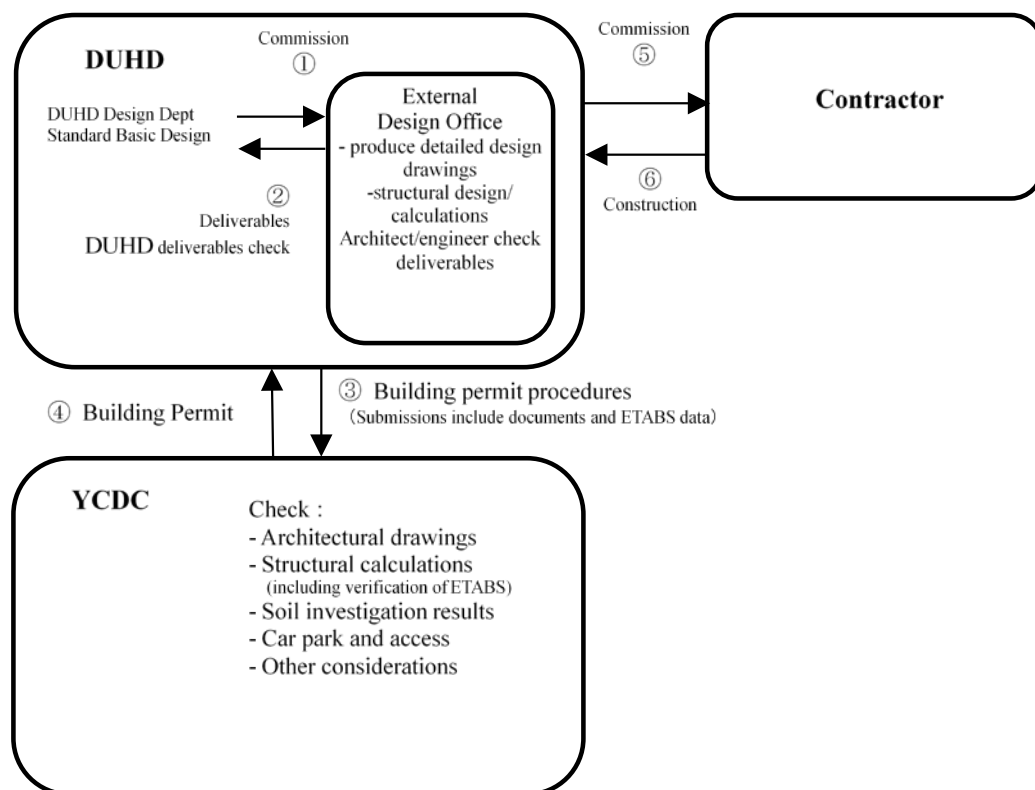 DUHD
Commission
①
DUHD Design Dept
Standard Basic Design
②
Deliverables
DUHD deliverables check
External
Design Office
- produce detailed design
drawings
-structural design/
calculations
Architect/engineer check
deliverables
Commission
⑤
⑥
Construction
Contractor
④ Building Permit
③ Building permit procedures
(Submissions include documents and ETABS data)
YCDC
Check :
- Architectural drawings
- Structural calculations
(including verification of ETABS)
- Soil investigation results
- Car park and access
- Other considerations